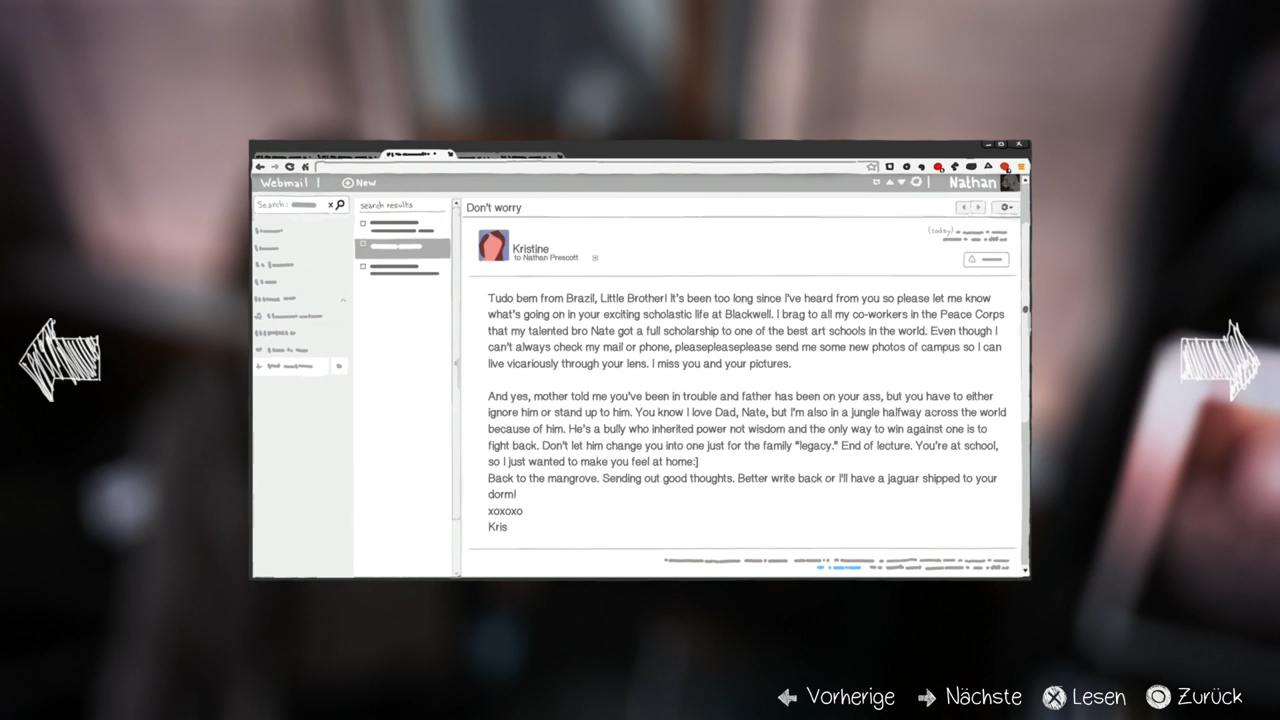 Webmail | New
Nathan
Search:
search results
Don't worry
(today)
Kristine
to Nathan Prescott
Tudo bem from Brazil, Little Brother! It's been too long since I've heard from you so please let me know
what's going on in your exciting scholastic life at Blackwell. I brag to all my co-workers in the Peace Corps
that my talented bro Nate got a full scholarship to one of the best art schools in the world. Even though I
can't always check my mail or phone, pleasepleaseplease send me some new photos of campus so I can
live vicariously through your lens. I miss you and your pictures.
And yes, mother told me you've been in trouble and father has been on your ass, but you have to either
ignore him or stand up to him. You know I love Dad, Nate, but I'm also in a jungle halfway across the world
because of him. He's a bully who inherited power not wisdom and the only way to win against one is to
fight back. Don't let him change you into one just for the family "legacy." End of lecture. You're at school,
so I just wanted to make you feel at home:]
Back to the mangrove. Sending out good thoughts. Better write back or I'll have a jaguar shipped to your
dorm!
xoxoxo
Kris
Vorherige Nächste Lesen Zurück